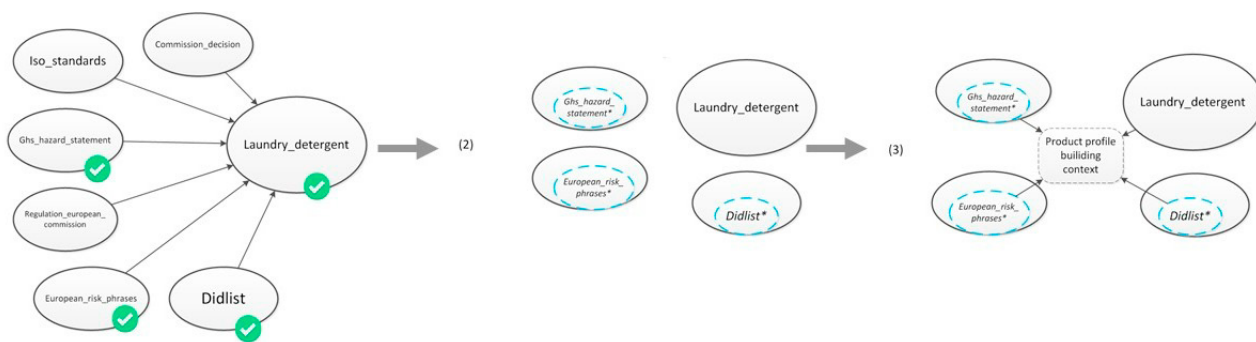 Commission_decision
Iso_standards
Ghs_hazard_statement
Laundry_detergent
Regulation_european_
commission
European_risk_phrases
Didlist
(2)
Ghs_hazard_
statement*
Laundry_detergent
European_risk_
phrases*
Didlist*
(3)
Ghs_hazard_
statement*
Laundry_detergent
Product profile
builiding
context
European_risk_
phrases*
Didlist*